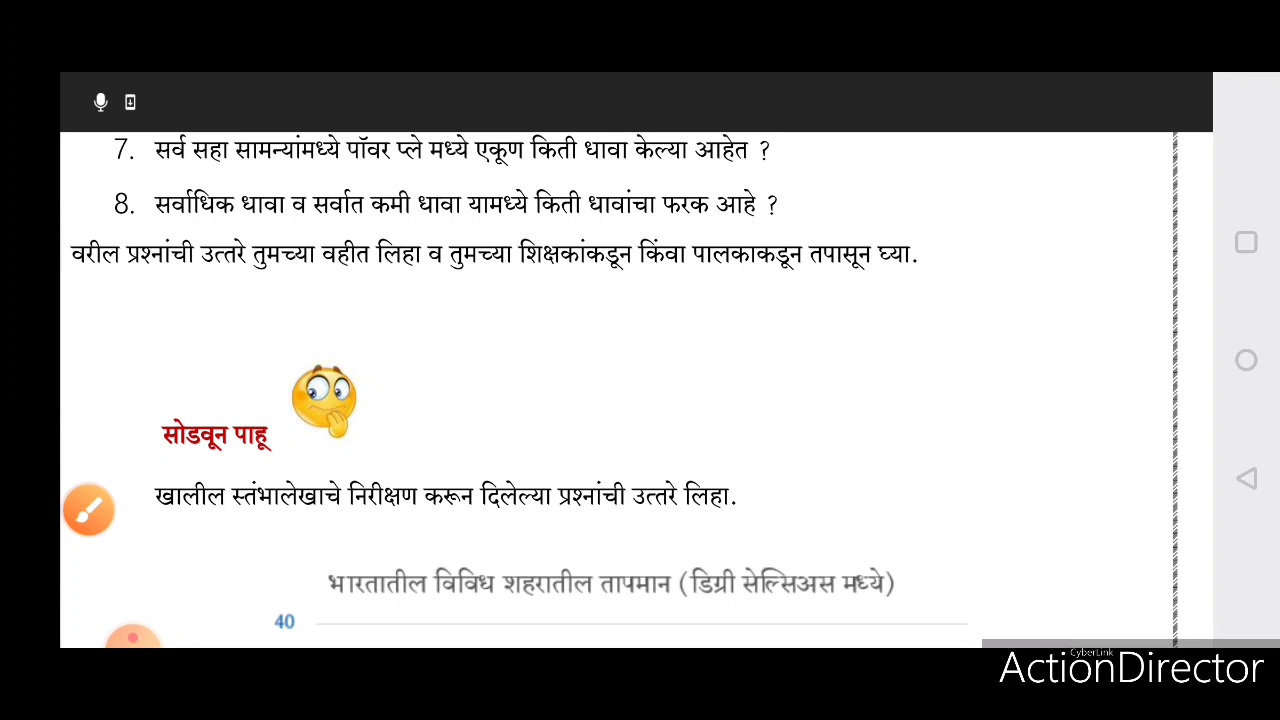 7. सर्व सहा सामन्यांमध्ये पॉवर प्ले मध्ये एकूण किती धावा केल्या आहेत ?
8. सर्वाधिक धावा व सर्वात कमी धावा यामध्ये किती धावांचा फरक आहे ?
वरील प्रश्नांची उत्तरे तुमच्या वहीत लिहा व तुमच्या शिक्षकांकडून किंवा पालकाकडून तपासून घ्या.
सोडवून पाहू
खालील स्तंभालेखाचे निरीक्षण करून दिलेल्या प्रश्नांची उत्तरे लिहा.
भारतातील विविध शहरातील तापमान (डिग्री सेल्सिअस मध्ये)
40
CyberLink
ActionDirector